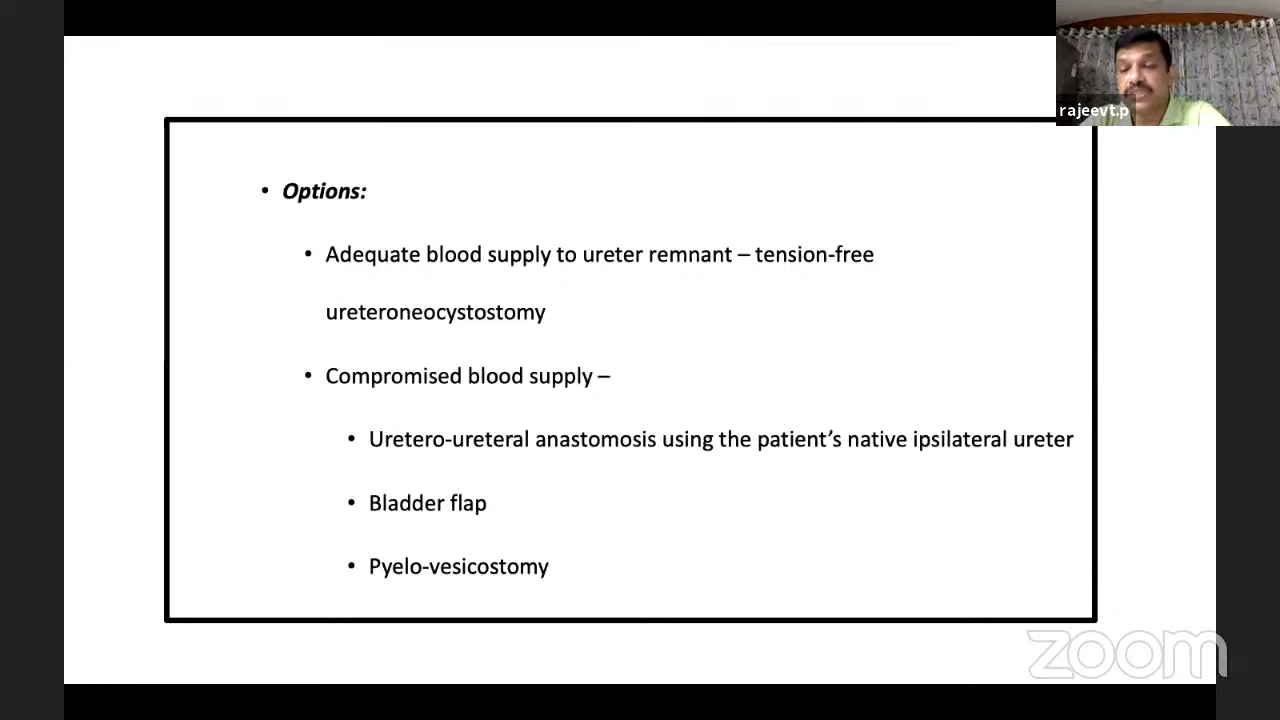 rajeevt.p
• Options:
• Adequate blood supply to ureter remnant – tension-free
ureteroneocystostomy
• Compromised blood supply –
• Uretero-ureteral anastomosis using the patient’s native ipsilateral ureter
• Bladder flap
• Pyelo-vesicostomy
zoom